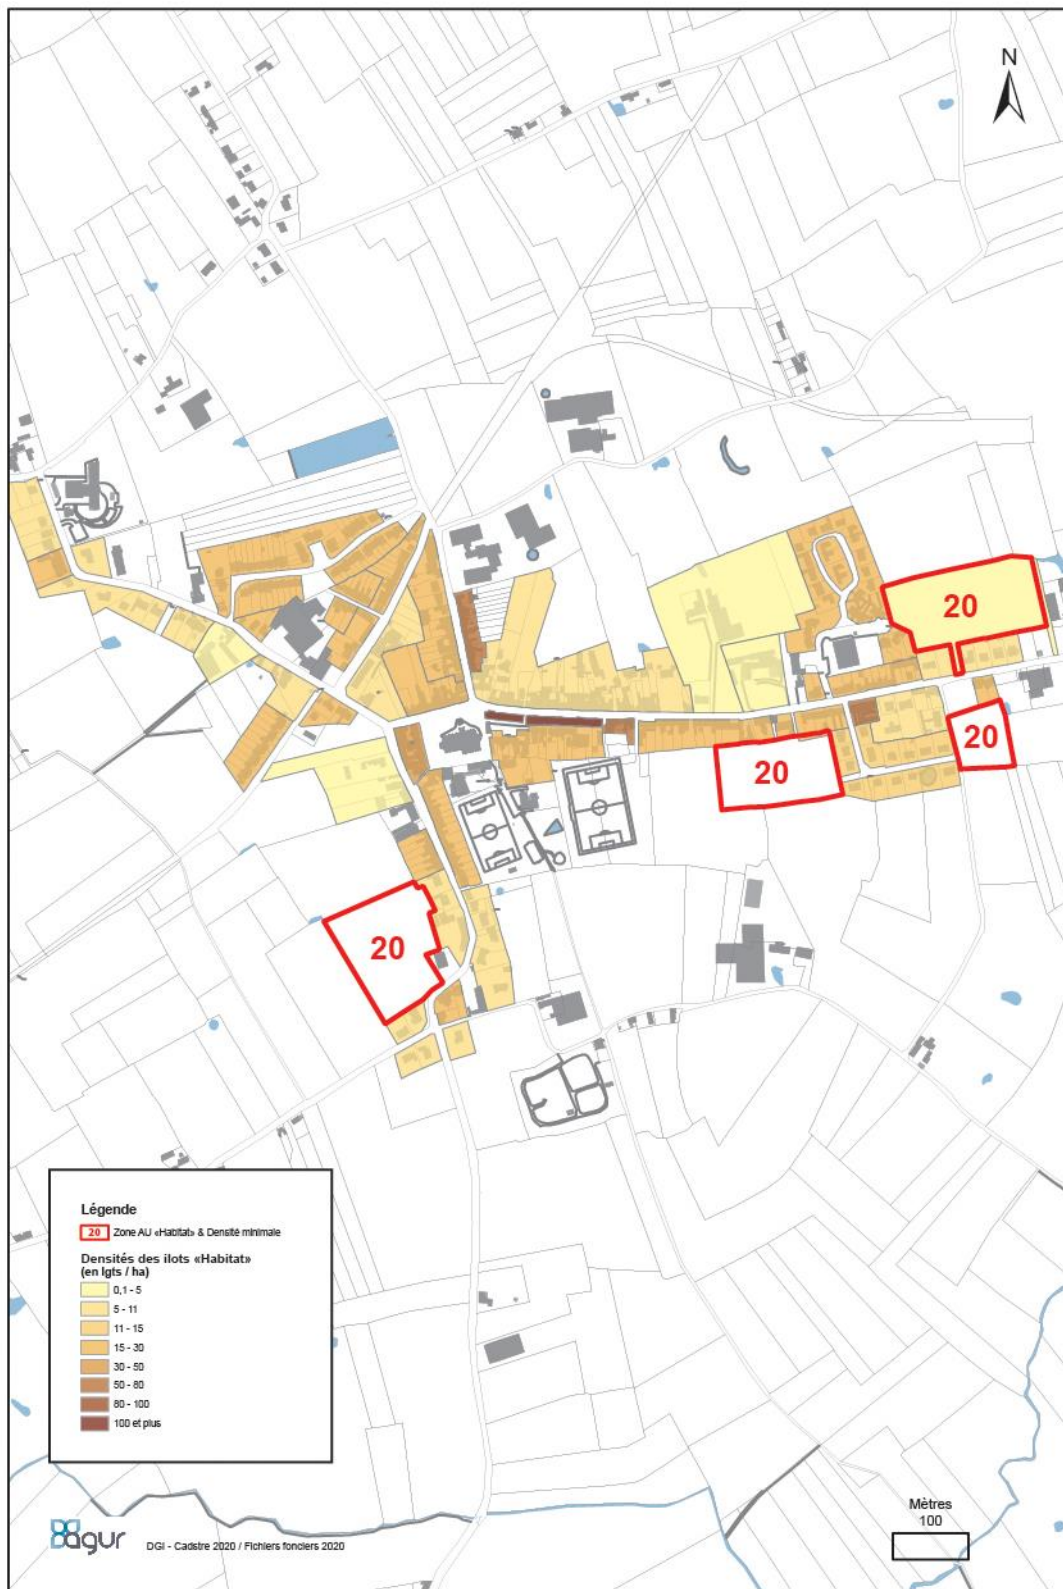 N
20
20
20
20
Légende
20 Zone AU «Habitat» & Densité minimale
Densités des ilots «Habitat»
(en lgts / ha)
0,1 - 5
5 - 11
11 - 15
15 - 30
30 - 50
50 - 80
80 - 100
100 et plus
agur
DGI - Cadstre 2020 / Fichiers fonciers 2020
Mètres
100